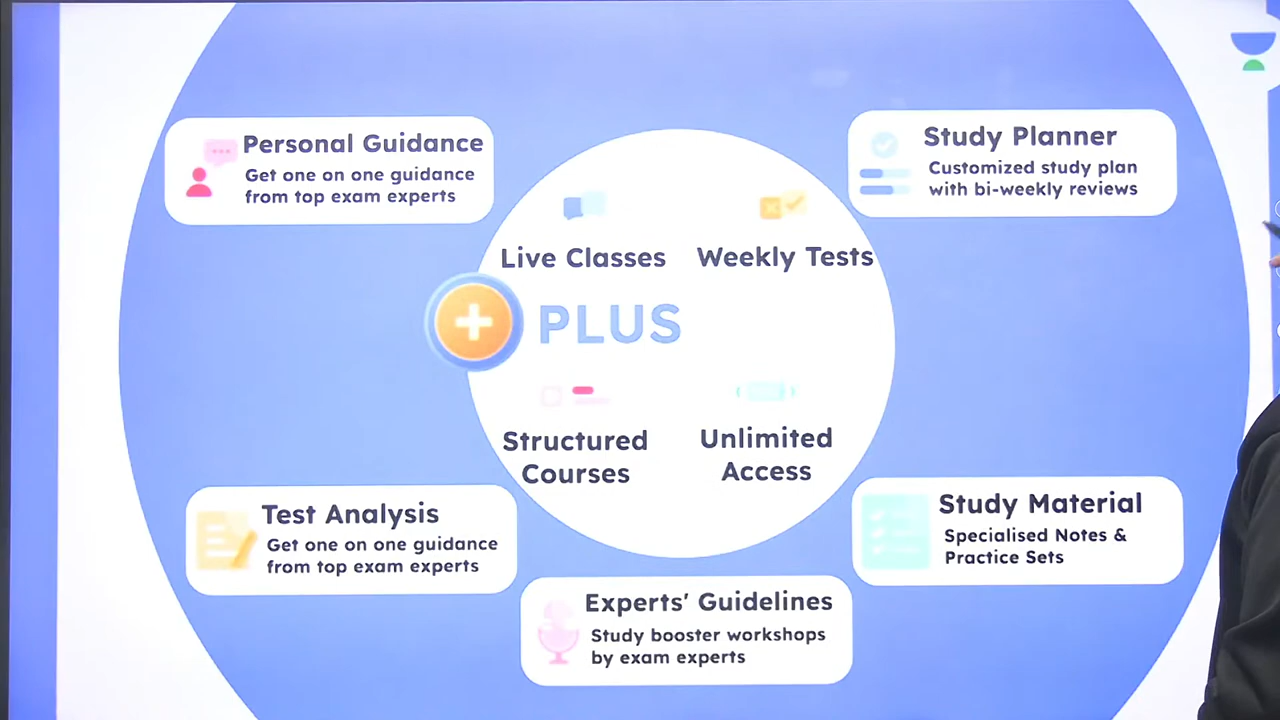 Personal Guidance
Get one on one guidance
from top exam experts
Study Planner
Customized study plan
with bi-weekly reviews
Live Classes
Weekly Tests
PLUS
Structured
Courses
Unlimited
Access
Test Analysis
Get one on one guidance
from top exam experts
Study Material
Specialised Notes &
Practice Sets
Experts' Guidelines
Study booster workshops
by exam experts